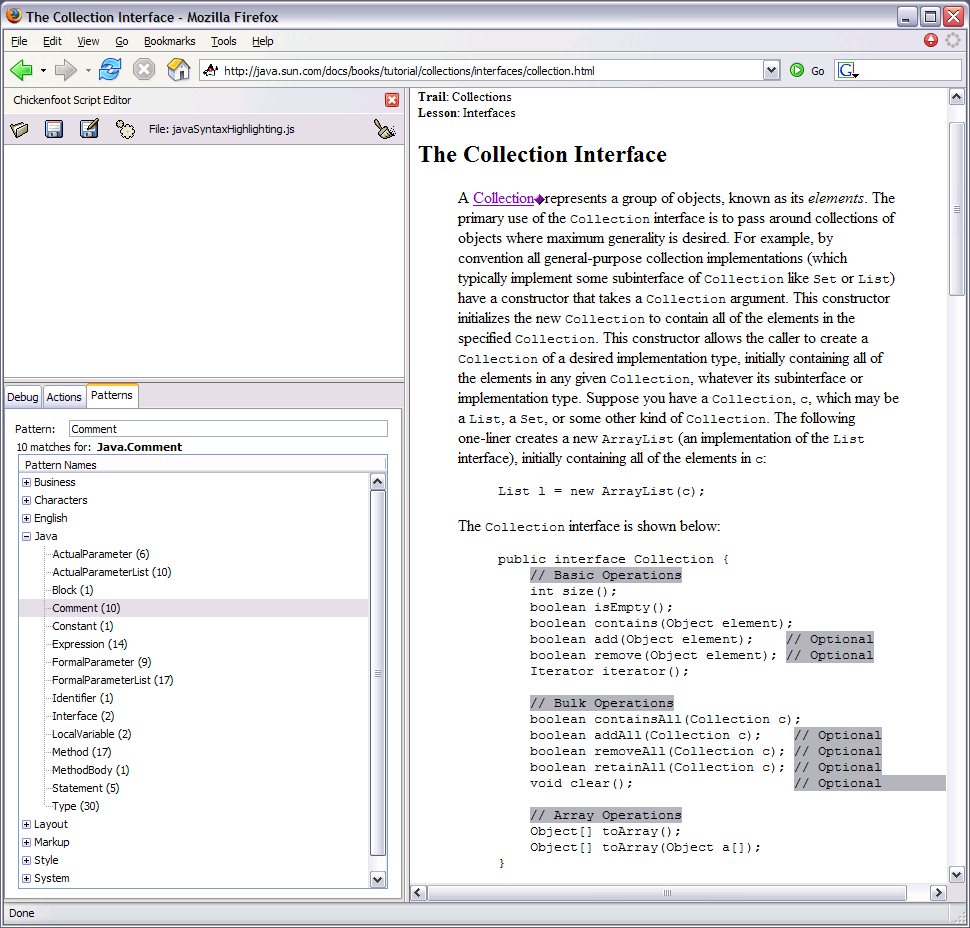 The Collection Interface - Mozilla Firefox
File Edit View Go Bookmarks Tools Help
http://java.sun.com/docs/books/tutorial/collections/interfaces/collection.html Go G
Chickenfoot Script Editor
File: javaSyntaxHighlighting.js
Debug Actions Patterns
Pattern: Comment
10 matches for: Java.Comment
Pattern Names
Business
Characters
English
Java
ActualParameter (6)
ActualParameterList (10)
Block (1)
Comment (10)
Constant (1)
Expression (14)
FormalParameter (9)
FormalParameterList (17)
Identifier (1)
Interface (2)
LocalVariable (2)
Method (17)
MethodBody (1)
Statement (5)
Type (30)
Layout
Markup
Style
System
Trail: Collections
Lesson: Interfaces
The Collection Interface
A Collection represents a group of objects, known as its elements. The
primary use of the Collection interface is to pass around collections of
objects where maximum generality is desired. For example, by
convention all general-purpose collection implementations (which
typically implement some subinterface of Collection like Set or List)
have a constructor that takes a Collection argument. This constructor
initializes the new Collection to contain all of the elements in the
specified Collection. This constructor allows the caller to create a
Collection of a desired implementation type, initially containing all of
the elements in any given Collection, whatever its subinterface or
implementation type. Suppose you have a Collection, c, which may be
a List, a Set, or some other kind of Collection. The following
one-liner creates a new ArrayList (an implementation of the List
interface), initially containing all of the elements in c:
List l = new ArrayList(c);
The Collection interface is shown below:
public interface Collection {
// Basic Operations
int size();
boolean isEmpty();
boolean contains(Object element);
boolean add(Object element); // Optional
boolean remove(Object element); // Optional
Iterator iterator();
// Bulk Operations
boolean containsAll(Collection c);
boolean addAll(Collection c); // Optional
boolean removeAll(Collection c); // Optional
boolean retainAll(Collection c); // Optional
void clear(); // Optional
// Array Operations
Object[] toArray();
Object[] toArray(Object a[]);
}
Done